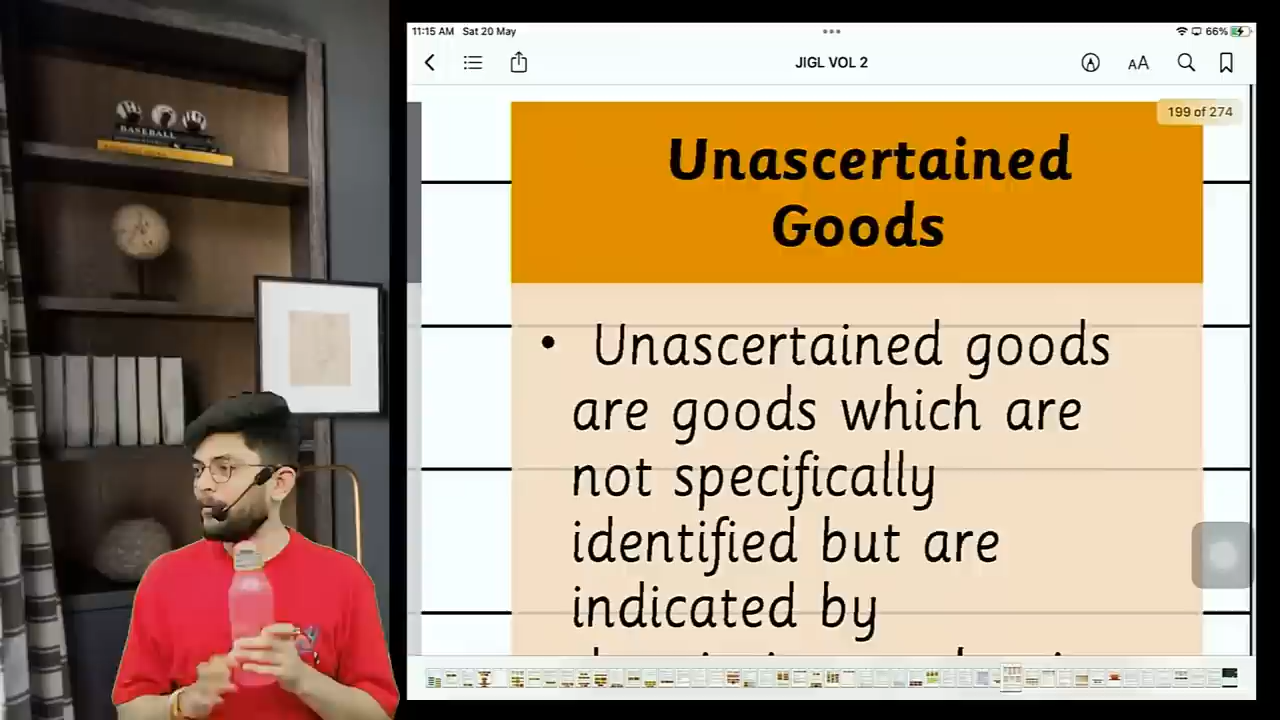 11:15 AM Sat 20 May
66%
JIGL VOL 2
AA
199 of 274
Unascertained
Goods
• Unascertained goods
are goods which are
not specifically
identified but are
indicated by
BASEBALL